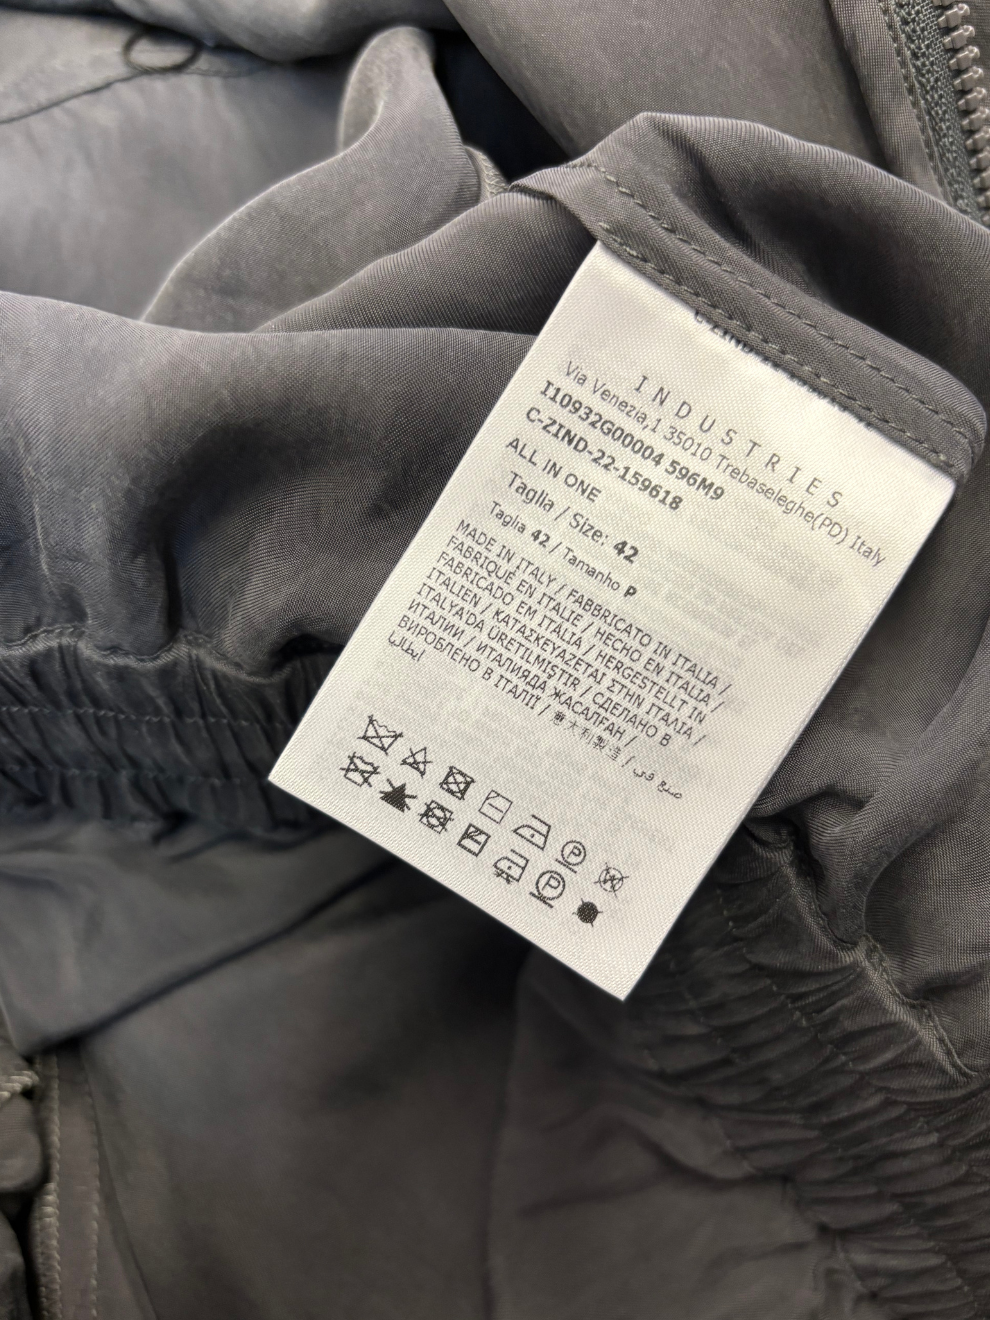 INDUSTRIES
Via Venezia,1 35010 Trebaseleghe(PD) Italy
I10932G00004 596M9
C-ZIND-22-159618
ALL IN ONE
Taglia / Size: 42
Taglia 42 / Tamanho P
MADE IN ITALY / FABBRICATO IN ITALIA /
FABRIQUÉ EN ITALIE / HECHO EN ITALIA /
FABRICADO EM ITÁLIA / HERGESTELLT IN
ITALIEN / ΚΑΤΑΣΚΕΥΑΖΕΤΑΙ ΣΤΗΝ ΙΤΑΛΙΑ /
ITALYA'DA ÜRETILMIŞTIR / СДЕЛАНО В
ИТАЛИИ / ИТАЛИЯДА ЖАСАЛҒАН /
ВИРОБЛЕНО В ІТАЛІЇ / 意大利製造 / صنع في
إيطاليا
P
W
P